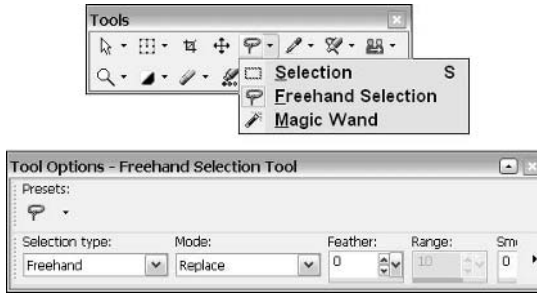 Tools
Selection S
Freehand Selection
Magic Wand
Tool Options - Freehand Selection Tool
Presets:
Selection type: Mode: Feather: Range:
Freehand Replace 0 10 0